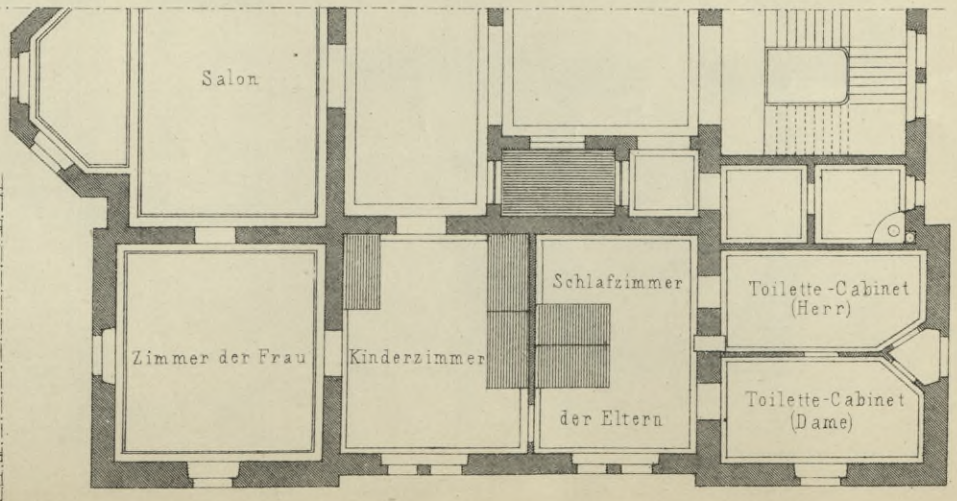 Salon
Zimmer der Frau
Kinderzimmer
Schlafzimmer
der Eltern
Toilette-Cabinet
(Herr)
Toilette-Cabinet
(Dame)